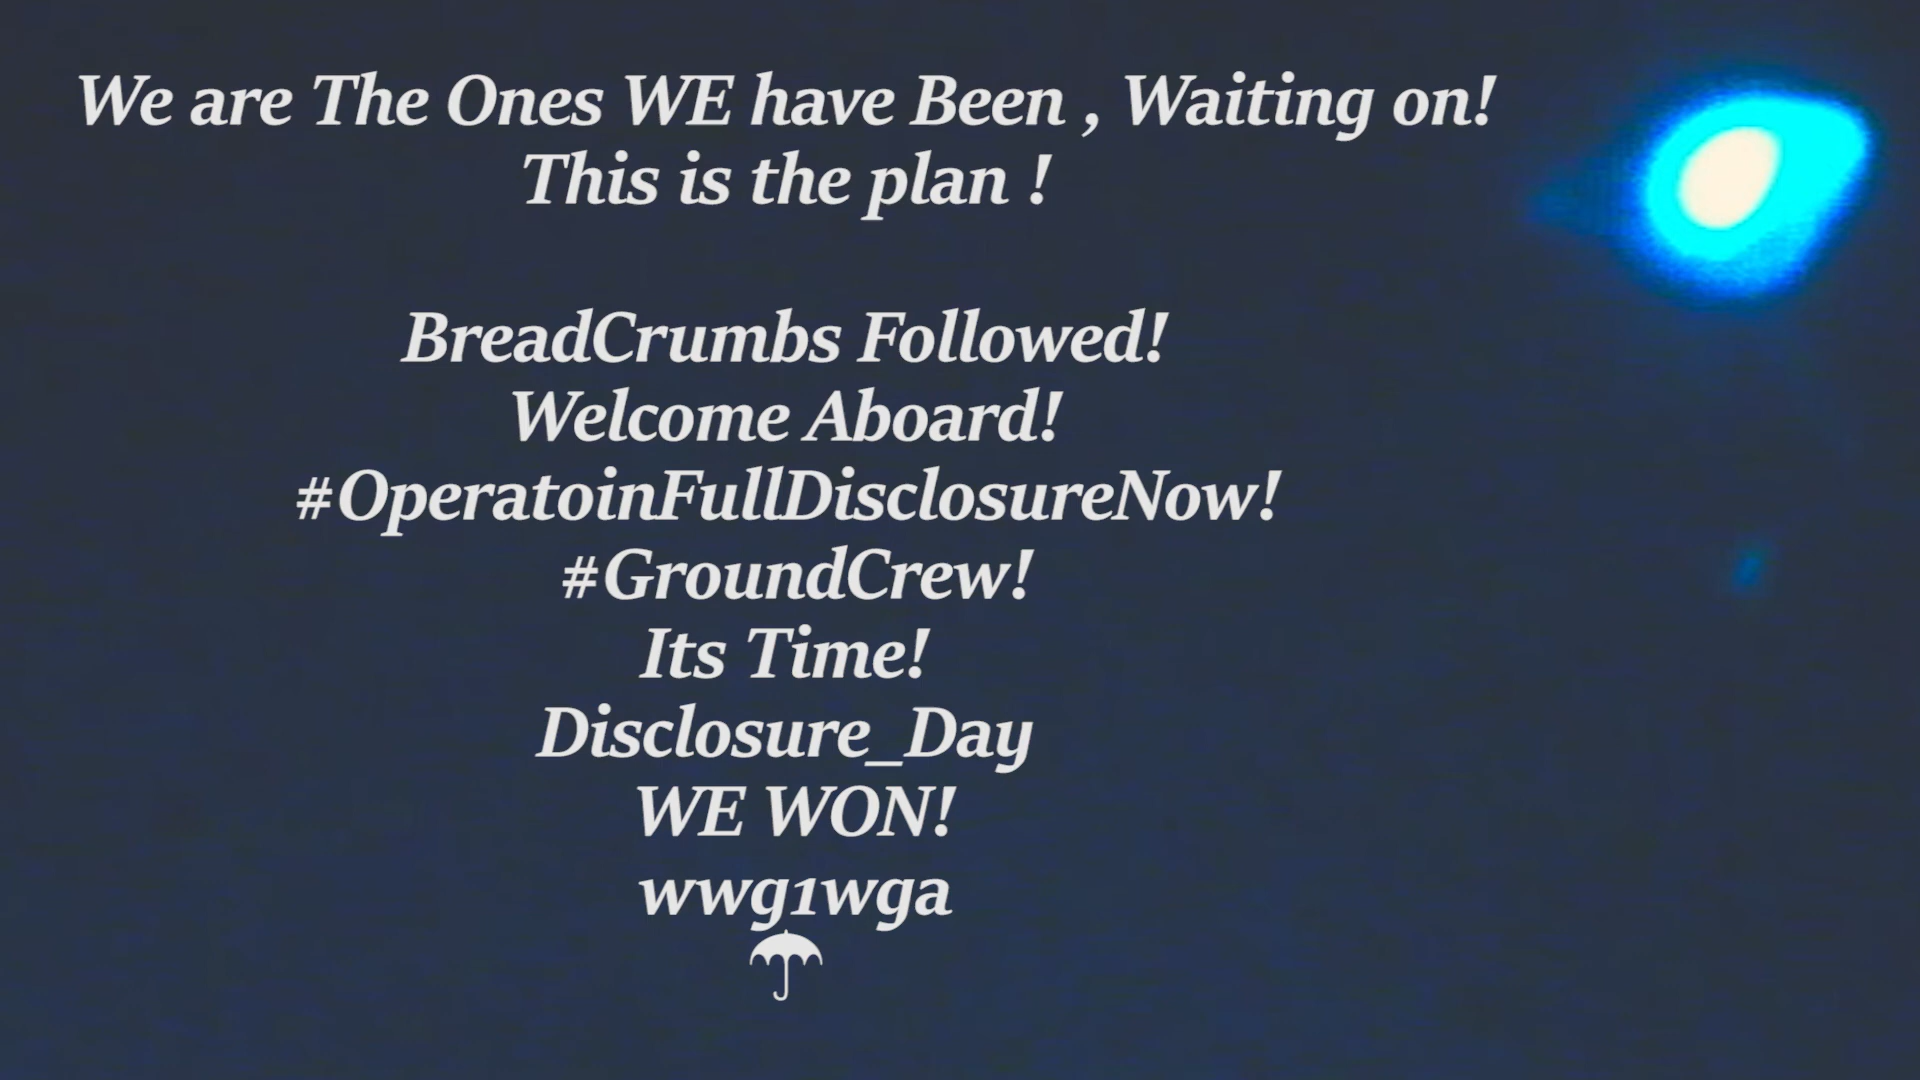 We are The Ones WE have Been , Waiting on!
This is the plan !
BreadCrumbs Followed!
Welcome Aboard!
#OperatoinFullDisclosureNow!
#GroundCrew!
Its Time!
Disclosure_Day
WE WON!
wwg1wga
☂